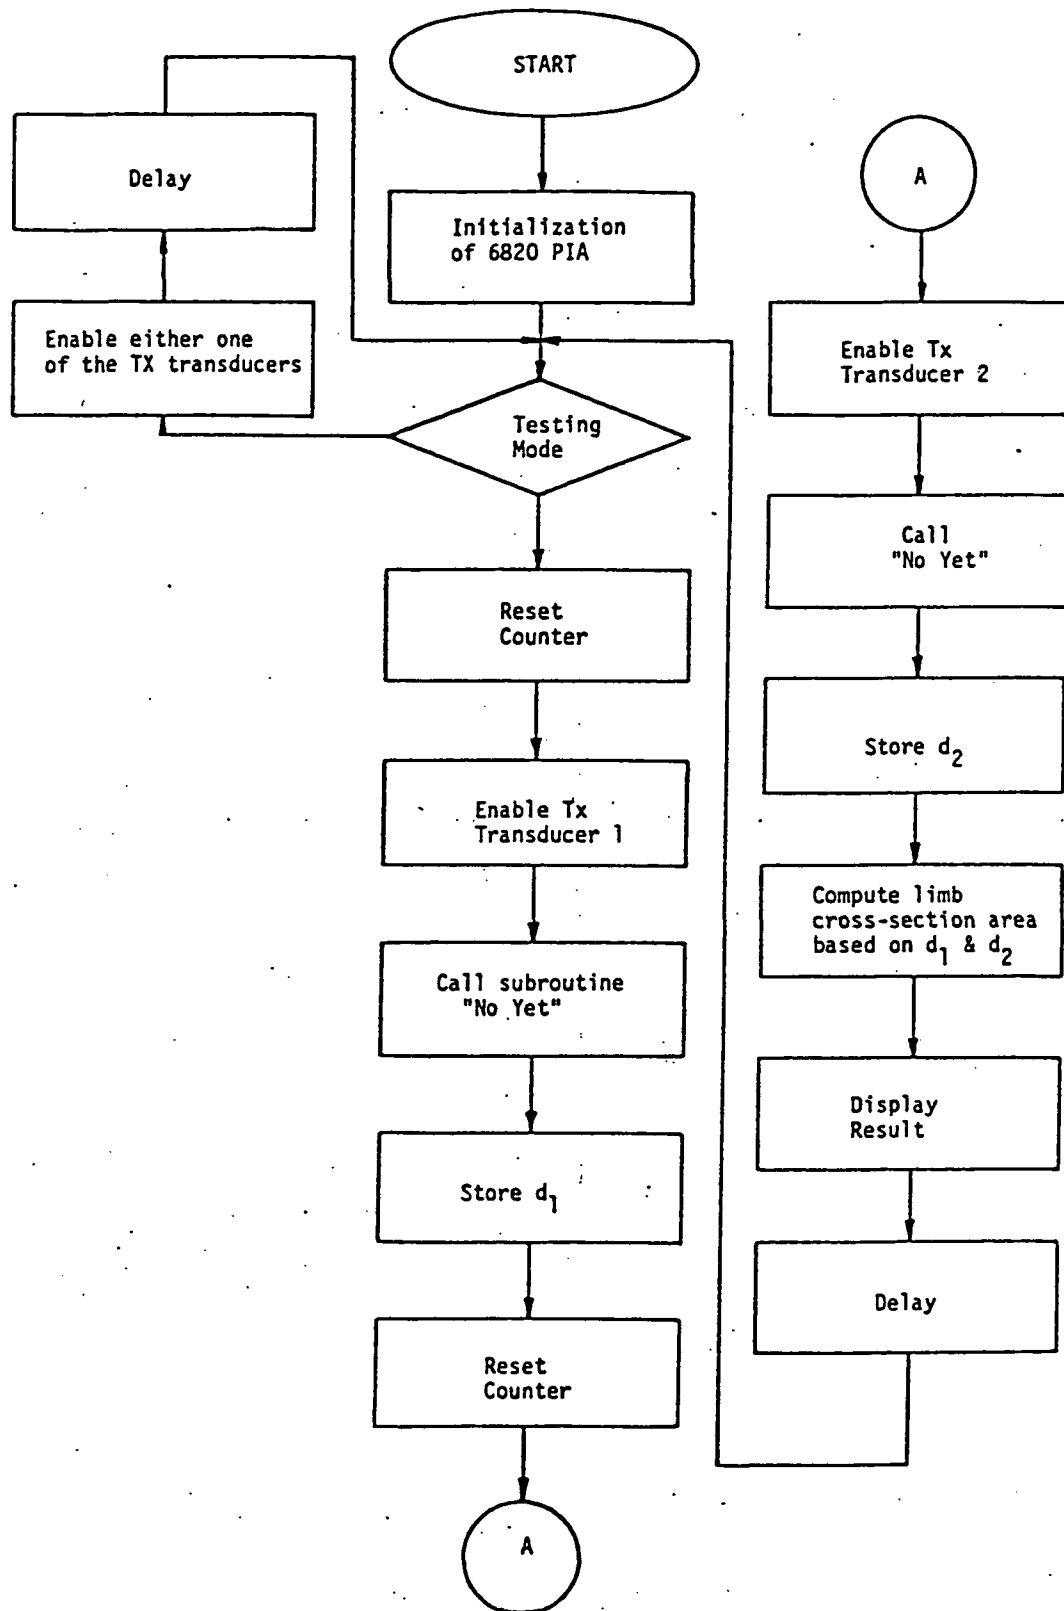 START
Initialization
of 6820 PIA
Delay
Enable either one
of the TX transducers
Testing
Mode
Reset
Counter
Enable Tx
Transducer 1
Call subroutine
"No Yet"
Store d1
Reset
Counter
A
A
Enable Tx
Transducer 2
Call
"No Yet"
Store d2
Compute limb
cross-section area
based on d1 & d2
Display
Result
Delay